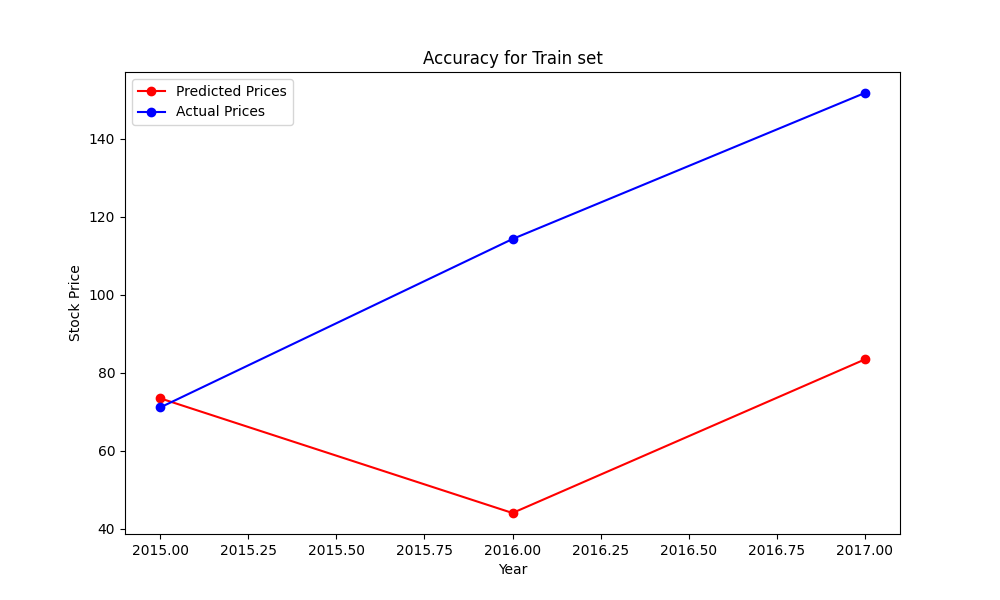 Accuracy for Train set
Predicted Prices
Actual Prices
140
120
100
80
60
40
Stock Price
2015.00 2015.25 2015.50 2015.75 2016.00 2016.25 2016.50 2016.75 2017.00
Year